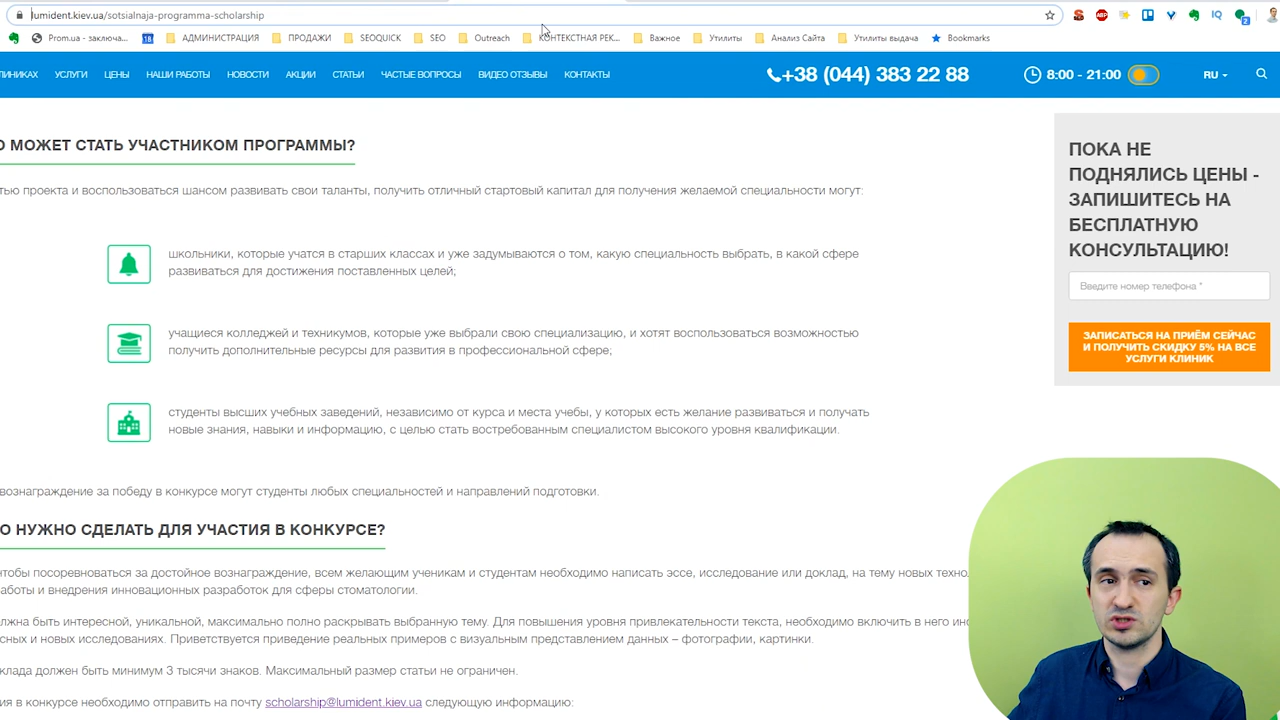 lumident.kiev.ua/sotsialnaja-programma-scholarship
Prom.ua - заключа...
АДМИНИСТРАЦИЯ
ПРОДАЖИ
SEOQUICK
SEO
Outreach
КОНТЕКСТНАЯ РЕК...
Важное
Утилиты
Анализ Сайта
Утилиты выдача
Bookmarks
ЛИНИКАХ УСЛУГИ ЦЕНЫ НАШИ РАБОТЫ НОВОСТИ АКЦИИ СТАТЬИ ЧАСТЫЕ ВОПРОСЫ ВИДЕО ОТЗЫВЫ КОНТАКТЫ
+38 (044) 383 22 88
8:00 - 21:00
RU
О МОЖЕТ СТАТЬ УЧАСТНИКОМ ПРОГРАММЫ?
тью проекта и воспользоваться шансом развивать свои таланты, получить отличный стартовый капитал для получения желаемой специальности могут:
школьники, которые учатся в старших классах и уже задумываются о том, какую специальность выбрать, в какой сфере
развиваться для достижения поставленных целей;
учащиеся колледжей и техникумов, которые уже выбрали свою специализацию, и хотят воспользоваться возможностью
получить дополнительные ресурсы для развития в профессиональной сфере;
студенты высших учебных заведений, независимо от курса и места учебы, у которых есть желание развиваться и получать
новые знания, навыки и информацию, с целью стать востребованным специалистом высокого уровня квалификации.
вознаграждение за победу в конкурсе могут студенты любых специальностей и направлений подготовки.
О НУЖНО СДЕЛАТЬ ДЛЯ УЧАСТИЯ В КОНКУРСЕ?
чтобы посоревноваться за достойное вознаграждение, всем желающим ученикам и студентам необходимо написать эссе, исследование или доклад, на тему новых техно
аботы и внедрения инновационных разработок для сферы стоматологии.
лжна быть интересной, уникальной, максимально полно раскрывать выбранную тему. Для повышения уровня привлекательности текста, необходимо включить в него ин
сных и новых исследованиях. Приветствуется приведение реальных примеров с визуальным представлением данных – фотографии, картинки.
клада должен быть минимум 3 тысячи знаков. Максимальный размер статьи не ограничен.
ия в конкурсе необходимо отправить на почту scholarship@lumident.kiev.ua следующую информацию:
ПОКА НЕ
ПОДНЯЛИСЬ ЦЕНЫ -
ЗАПИШИТЕСЬ НА
БЕСПЛАТНУЮ
КОНСУЛЬТАЦИЮ!
Введите номер телефона *
ЗАПИСАТЬСЯ НА ПРИЁМ СЕЙЧАС
И ПОЛУЧИТЬ СКИДКУ 5% НА ВСЕ
УСЛУГИ КЛИНИК